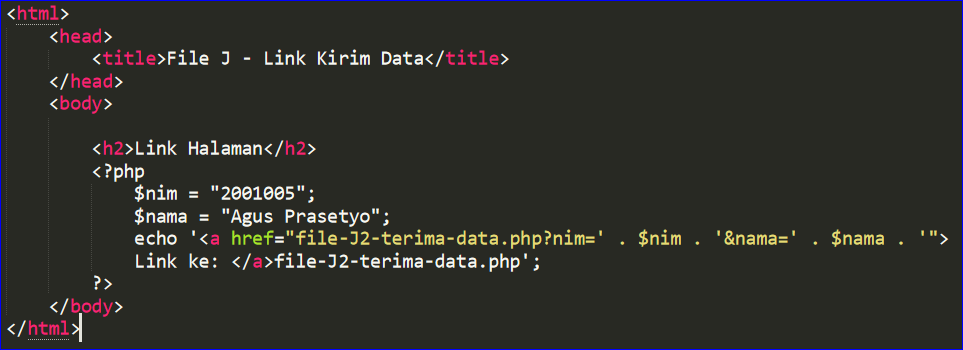 <html>
<head>
<title>File J - Link Kirim Data</title>
</head>
<body>
<h2>Link Halaman</h2>
<?php
$nim = "2001005";
$nama = "Agus Prasetyo";
echo '<a href="file-J2-terima-data.php?nim=' . $nim . '&nama=' . $nama . '">
Link ke: </a>file-J2-terima-data.php';
?>
</body>
</html>